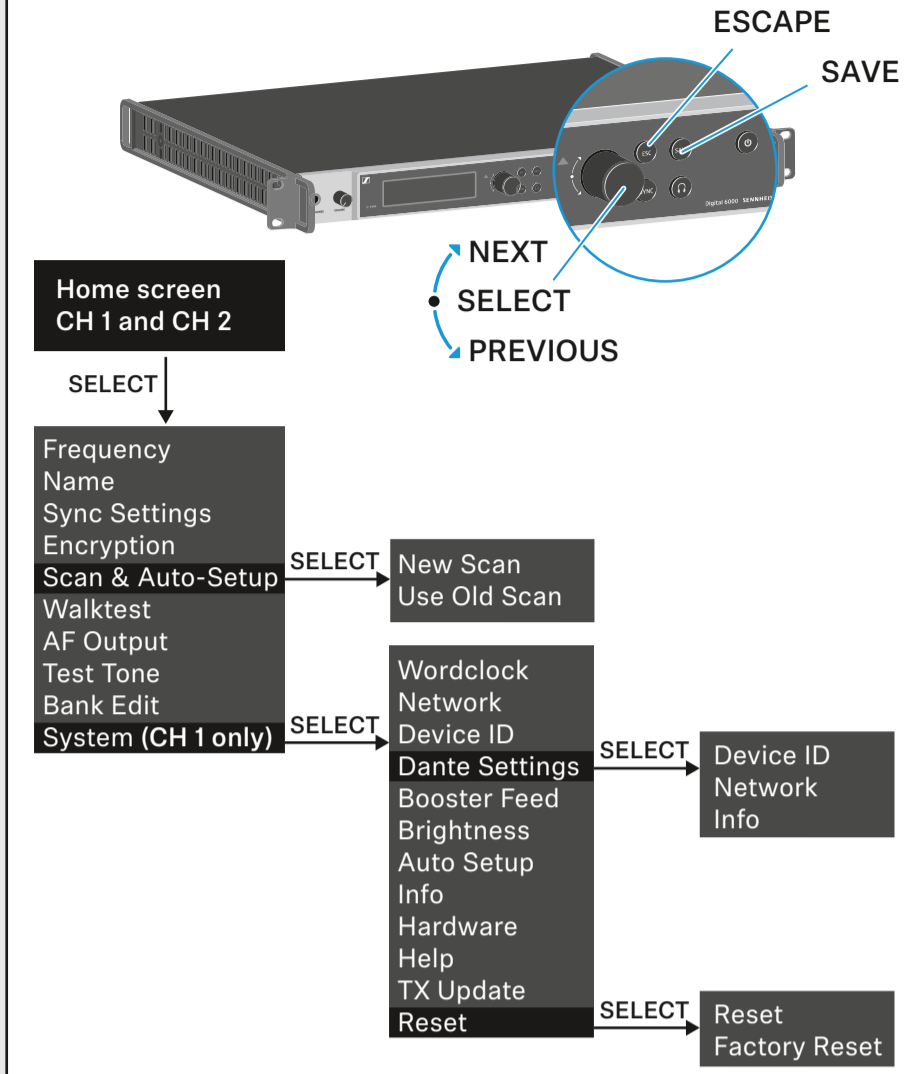 ESCAPE
SAVE
ESC
SYNC
Digital 6000 SENNHEIS
NEXT
SELECT
PREVIOUS
Home screen
CH 1 and CH 2
SELECT
Frequency
Name
Sync Settings
Encryption
Scan & Auto-Setup
Walktest
AF Output
Test Tone
Bank Edit
System (CH 1 only)
SELECT
New Scan
Use Old Scan
SELECT
Wordclock
Network
Device ID
Dante Settings
Booster Feed
Brightness
Auto Setup
Info
Hardware
Help
TX Update
Reset
SELECT
Device ID
Network
Info
SELECT
Reset
Factory Reset